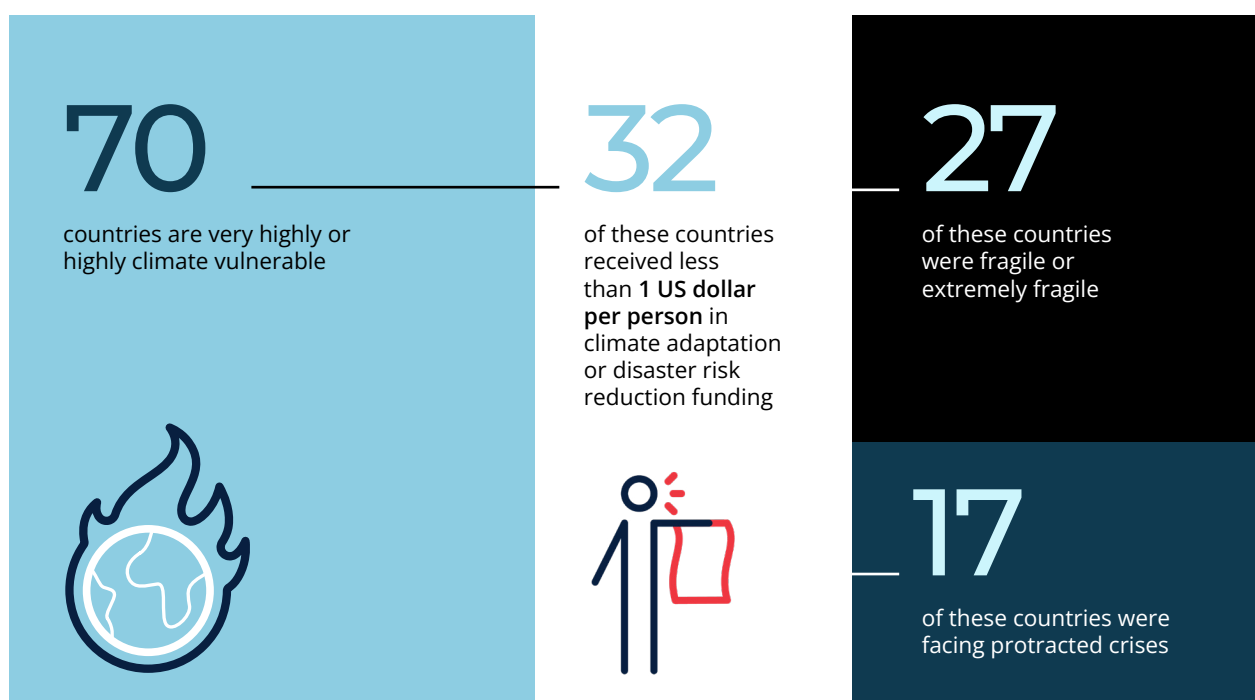 70
countries are very highly or
highly climate vulnerable
32
of these countries
received less
than 1 US dollar
per person in
climate adaptation
or disaster risk
reduction funding
27
of these countries
were fragile or
extremely fragile
17
of these countries were
facing protracted crises